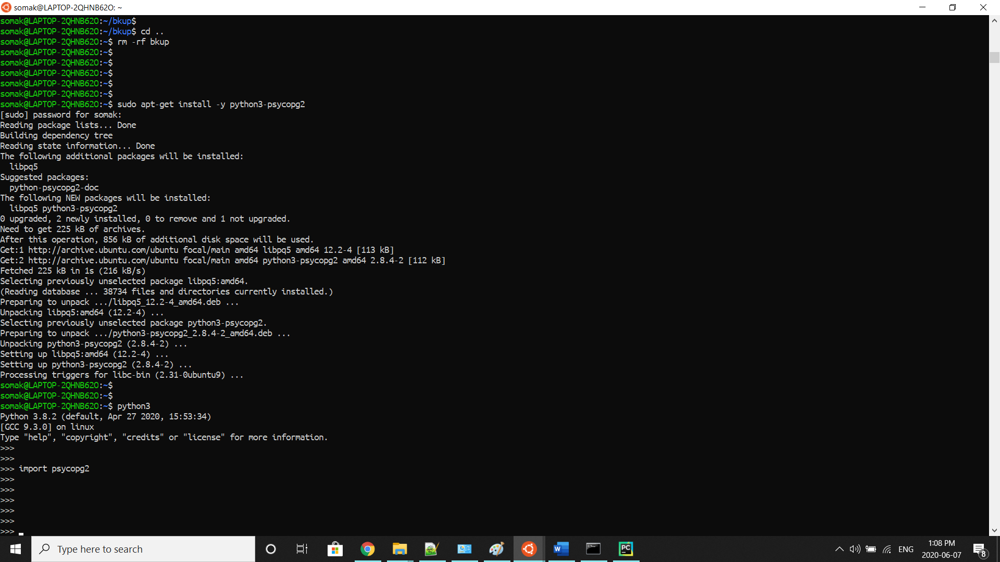 somak@LAPTOP-2QHNB62O: ~
somak@LAPTOP-2QHNB62O:~/bkup$
somak@LAPTOP-2QHNB62O:~/bkup$ cd ..
somak@LAPTOP-2QHNB62O:~$ rm -rf bkup
somak@LAPTOP-2QHNB62O:~$
somak@LAPTOP-2QHNB62O:~$
somak@LAPTOP-2QHNB62O:~$
somak@LAPTOP-2QHNB62O:~$
somak@LAPTOP-2QHNB62O:~$
somak@LAPTOP-2QHNB62O:~$ sudo apt-get install -y python3-psycopg2
[sudo] password for somak:
Reading package lists... Done
Building dependency tree
Reading state information... Done
The following additional packages will be installed:
  libpq5
Suggested packages:
  python-psycopg2-doc
The following NEW packages will be installed:
  libpq5 python3-psycopg2
0 upgraded, 2 newly installed, 0 to remove and 1 not upgraded.
Need to get 225 kB of archives.
After this operation, 856 kB of additional disk space will be used.
Get:1 http://archive.ubuntu.com/ubuntu focal/main amd64 libpq5 amd64 12.2-4 [113 kB]
Get:2 http://archive.ubuntu.com/ubuntu focal/main amd64 python3-psycopg2 amd64 2.8.4-2 [112 kB]
Fetched 225 kB in 1s (216 kB/s)
Selecting previously unselected package libpq5:amd64.
(Reading database ... 38734 files and directories currently installed.)
Preparing to unpack .../libpq5_12.2-4_amd64.deb ...
Unpacking libpq5:amd64 (12.2-4) ...
Selecting previously unselected package python3-psycopg2.
Preparing to unpack .../python3-psycopg2_2.8.4-2_amd64.deb ...
Unpacking python3-psycopg2 (2.8.4-2) ...
Setting up libpq5:amd64 (12.2-4) ...
Setting up python3-psycopg2 (2.8.4-2) ...
Processing triggers for libc-bin (2.31-0ubuntu9) ...
somak@LAPTOP-2QHNB62O:~$
somak@LAPTOP-2QHNB62O:~$
somak@LAPTOP-2QHNB62O:~$ python3
Python 3.8.2 (default, Apr 27 2020, 15:53:34)
[GCC 9.3.0] on linux
Type "help", "copyright", "credits" or "license" for more information.
>>>
>>>
>>> import psycopg2
>>>
>>>
>>>
>>>
>>>
>>>
Type here to search
W
PC
ENG
1:08 PM
2020-06-07
8